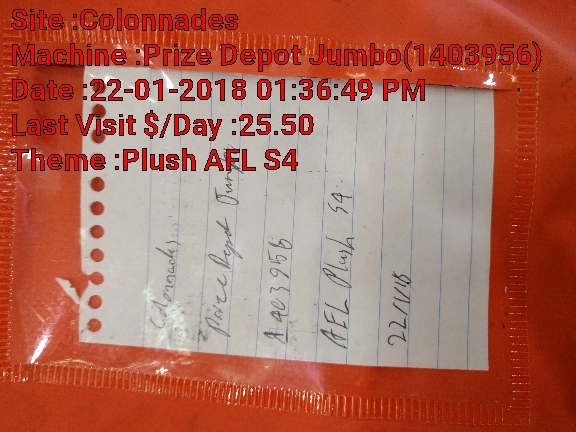 Site :Colonnades
Machine :Prize Depot Jumbo(1403956)
Date :22-01-2018 01:36:49 PM
Last Visit $/Day :25.50
Theme :Plush AFL S4
Colonnades
Prize Depot Jumbo
1403956
AFL Plush S4
22/1/18